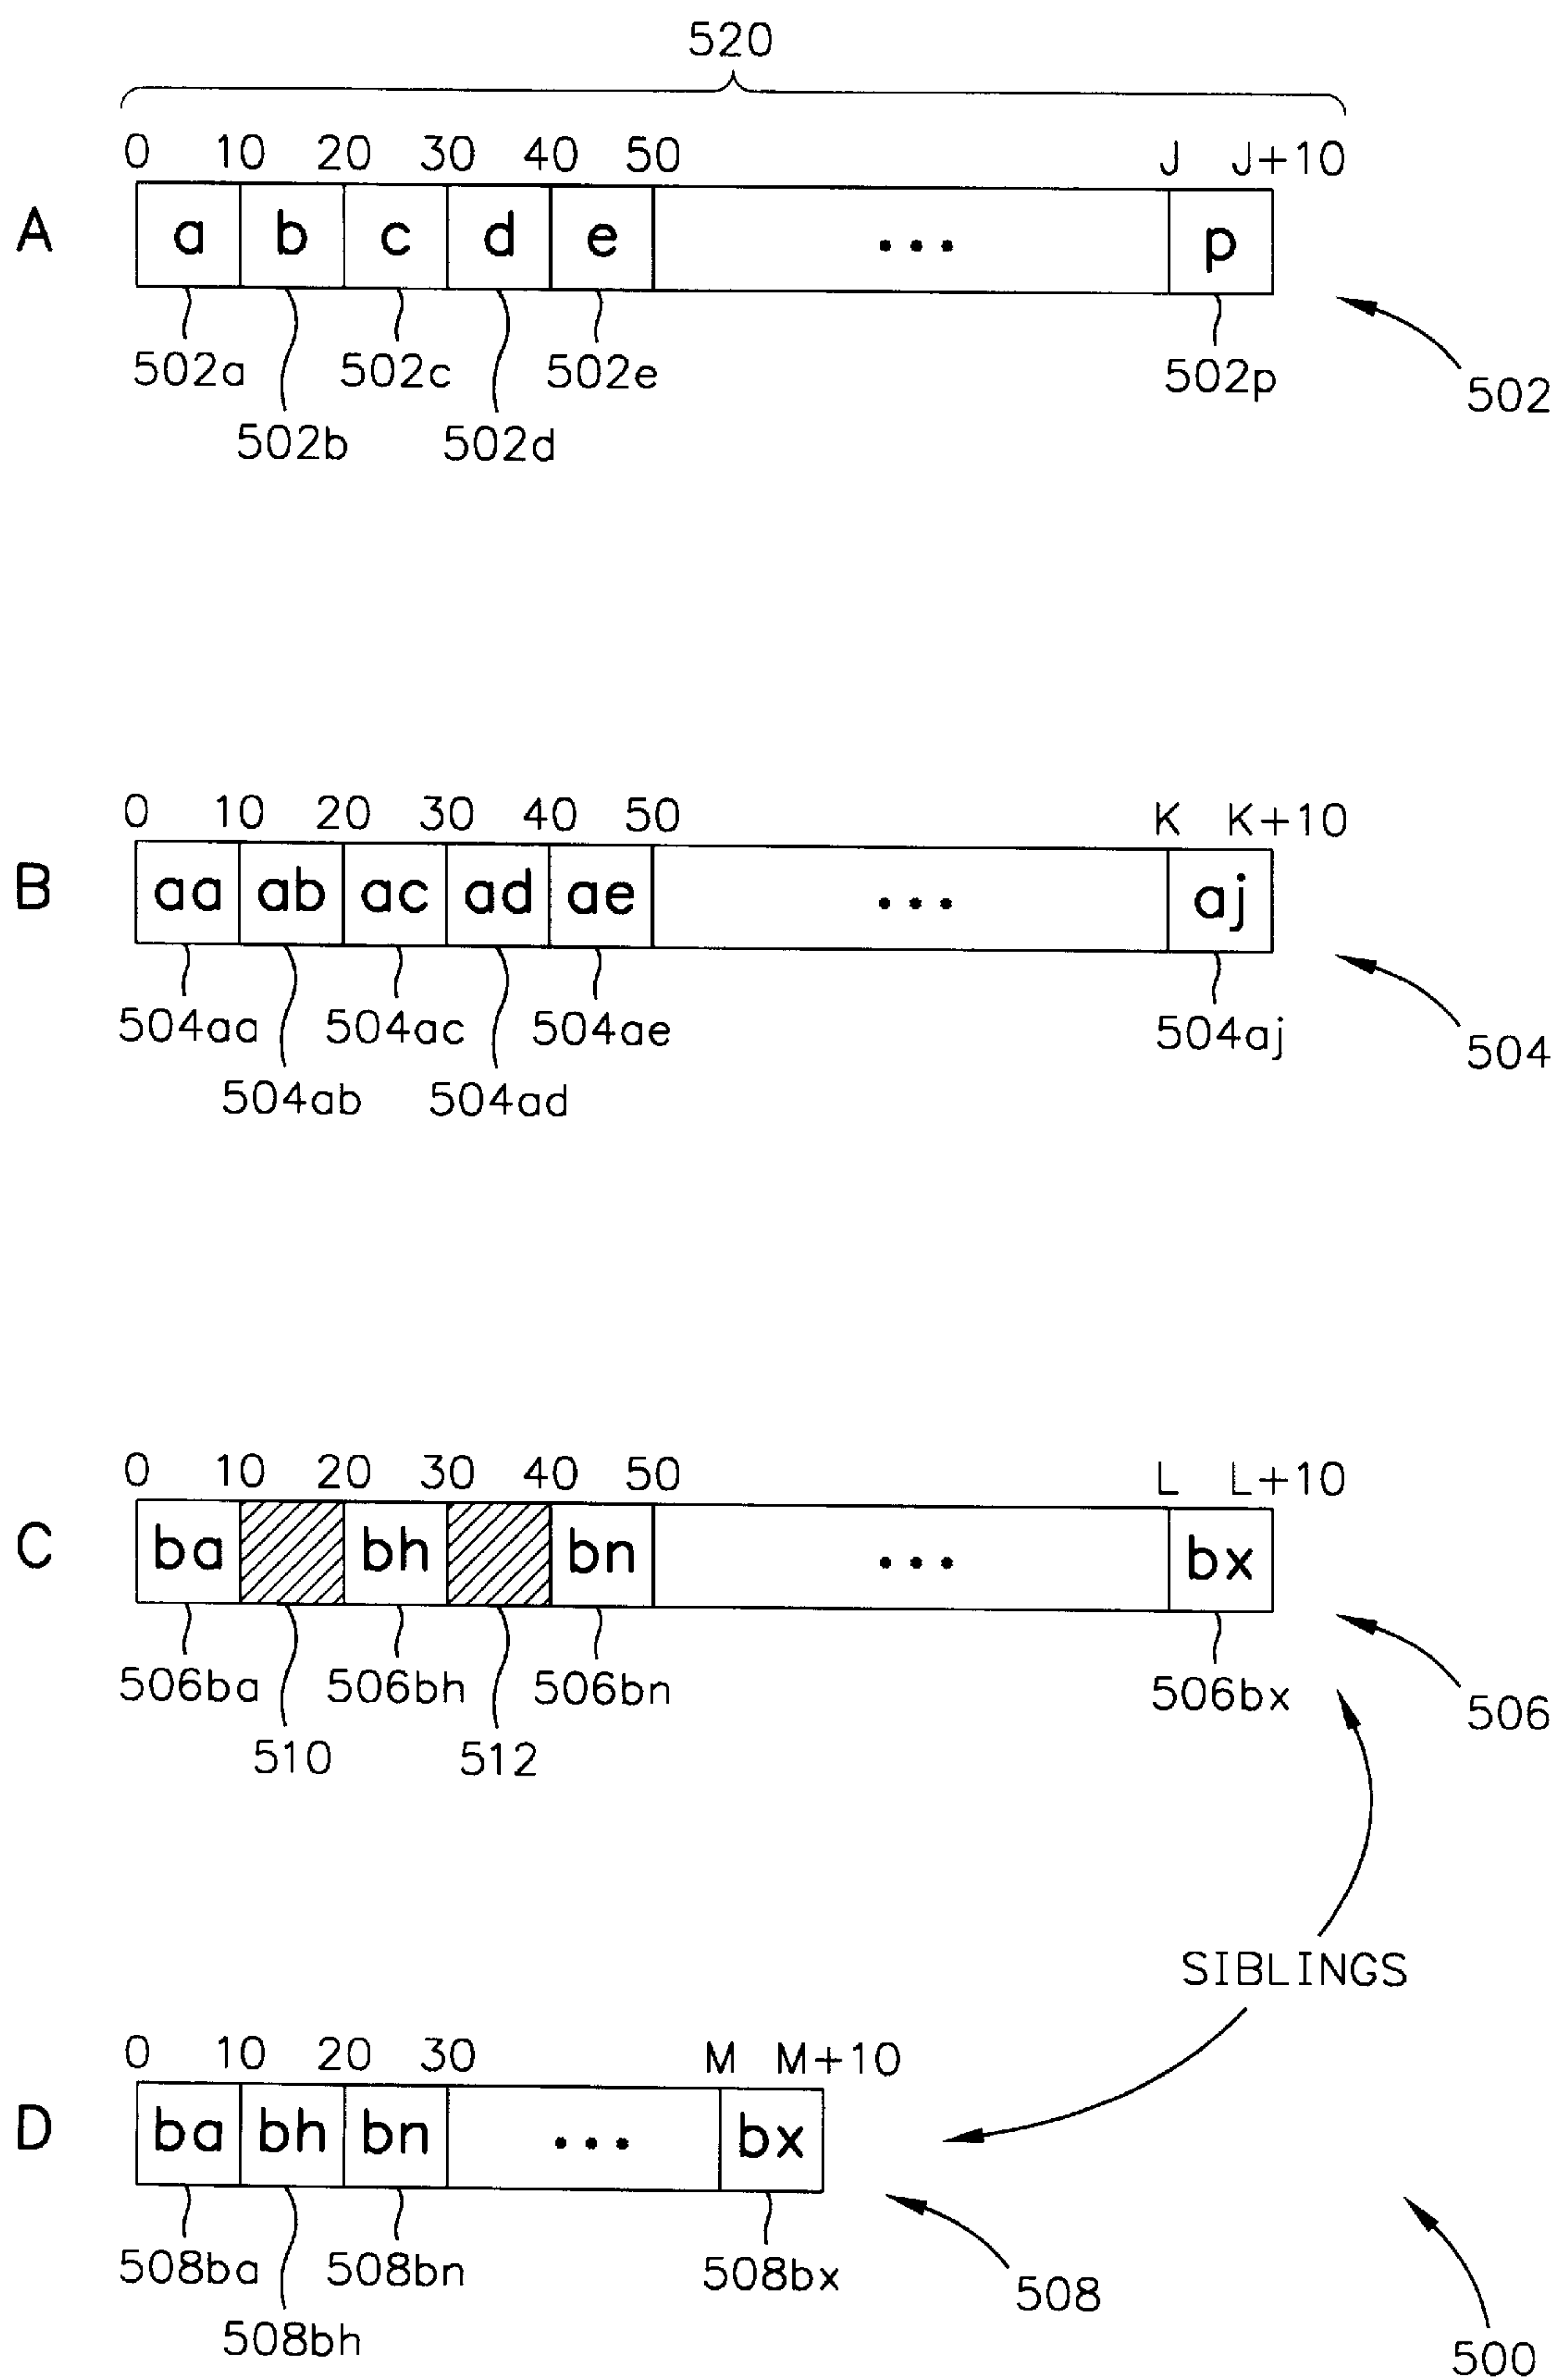 520
0 10 20 30 40 50 J J+10
A a b c d e ... p
502a 502c 502e 502p 502
502b 502d
0 10 20 30 40 50 K K+10
B aa ab ac ad ae ... aj
504aa 504ac 504ae 504aj 504
504ab 504ad
0 10 20 30 40 50 L L+10
C ba bh bn ... bx
506ba 506bh 506bn 506bx 506
510 512
SIBLINGS
0 10 20 30 M M+10
D ba bh bn ... bx
508ba 508bn 508bx 508
508bh
500